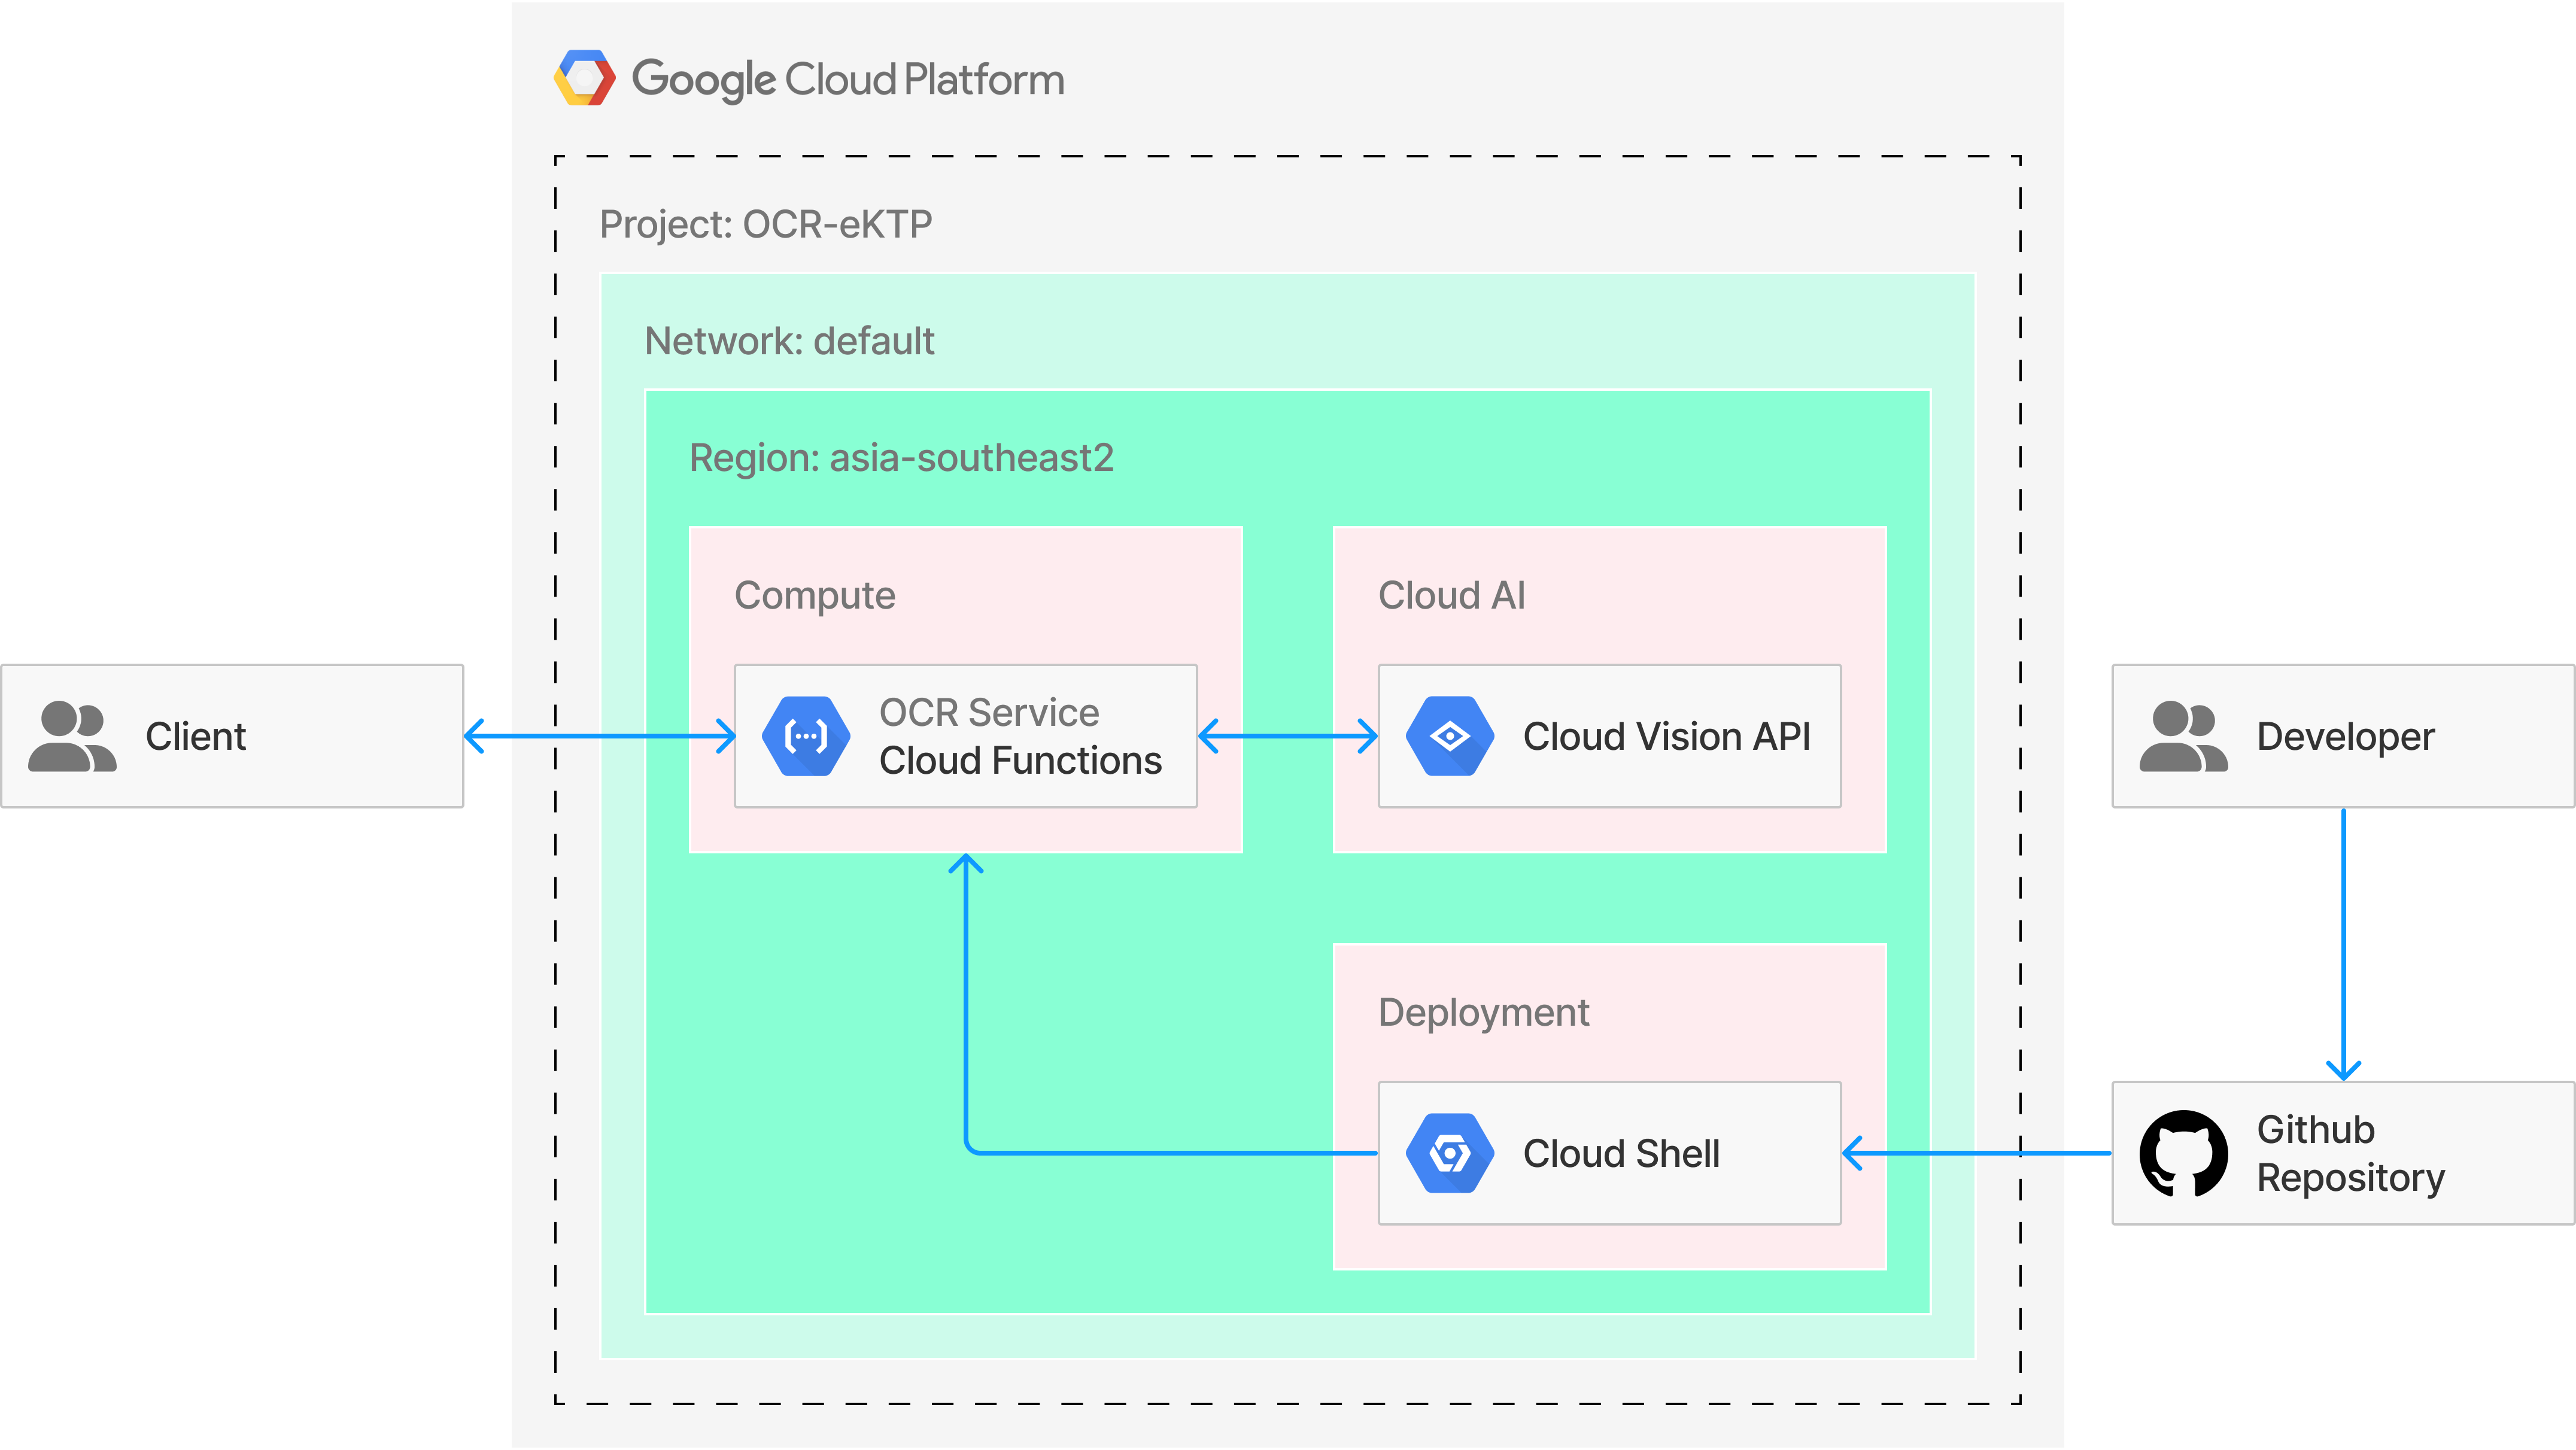 Google Cloud Platform
Project: OCR-eKTP
Network: default
Region: asia-southeast2
Compute
Cloud AI
Client
OCR Service
Cloud Functions
Cloud Vision API
Developer
Deployment
Cloud Shell
Github
Repository